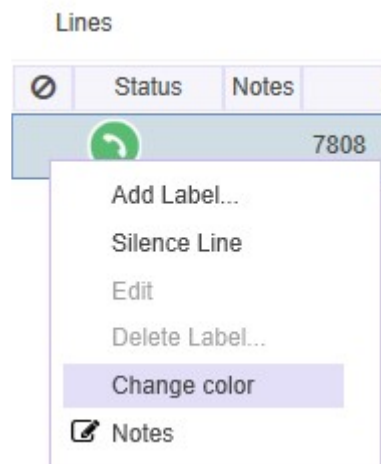 Lines
Status Notes
7808
Add Label...
Silence Line
Edit
Delete Label...
Change color
Notes